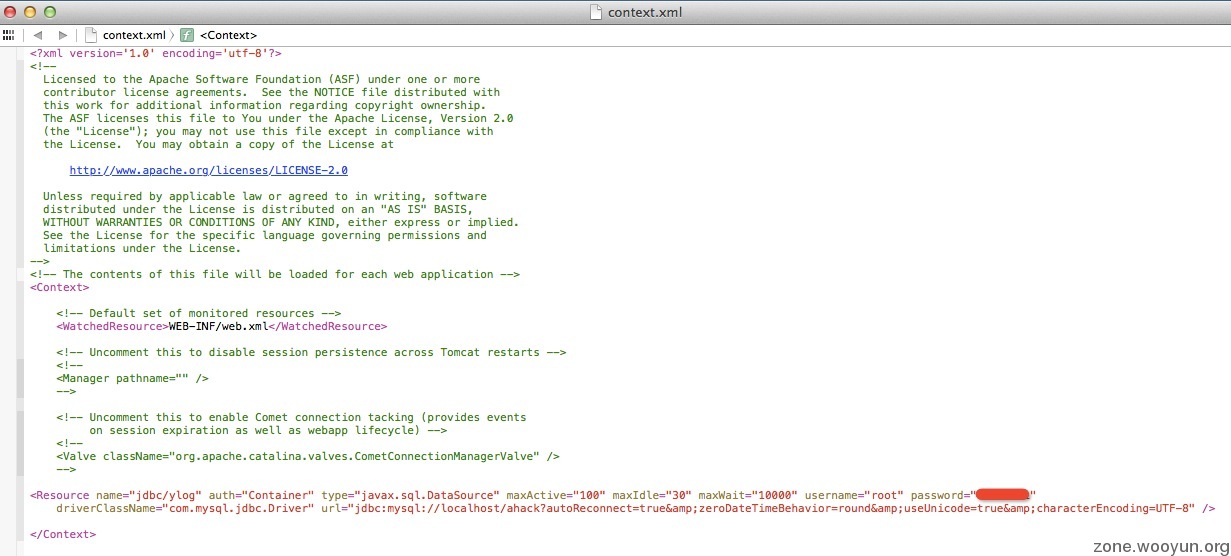 context.xml
context.xml 〉 f <Context>
<?xml version='1.0' encoding='utf-8'?>
<!--
  Licensed to the Apache Software Foundation (ASF) under one or more
  contributor license agreements.  See the NOTICE file distributed with
  this work for additional information regarding copyright ownership.
  The ASF licenses this file to You under the Apache License, Version 2.0
  (the "License"); you may not use this file except in compliance with
  the License.  You may obtain a copy of the License at
      http://www.apache.org/licenses/LICENSE-2.0
  Unless required by applicable law or agreed to in writing, software
  distributed under the License is distributed on an "AS IS" BASIS,
  WITHOUT WARRANTIES OR CONDITIONS OF ANY KIND, either express or implied.
  See the License for the specific language governing permissions and
  limitations under the License.
-->
<!-- The contents of this file will be loaded for each web application -->
<Context>
    <!-- Default set of monitored resources -->
    <WatchedResource>WEB-INF/web.xml</WatchedResource>
    <!-- Uncomment this to disable session persistence across Tomcat restarts -->
    <!--
    <Manager pathname="" />
    -->
    <!-- Uncomment this to enable Comet connection tacking (provides events
         on session expiration as well as webapp lifecycle) -->
    <!--
    <Valve className="org.apache.catalina.valves.CometConnectionManagerValve" />
    -->
<Resource name="jdbc/ylog" auth="Container" type="javax.sql.DataSource" maxActive="100" maxIdle="30" maxWait="10000" username="root" password=" "
    driverClassName="com.mysql.jdbc.Driver" url="jdbc:mysql://localhost/ahack?autoReconnect=true&amp;zeroDateTimeBehavior=round&amp;useUnicode=true&amp;characterEncoding=UTF-8" />
</Context>
zone.wooyun.org